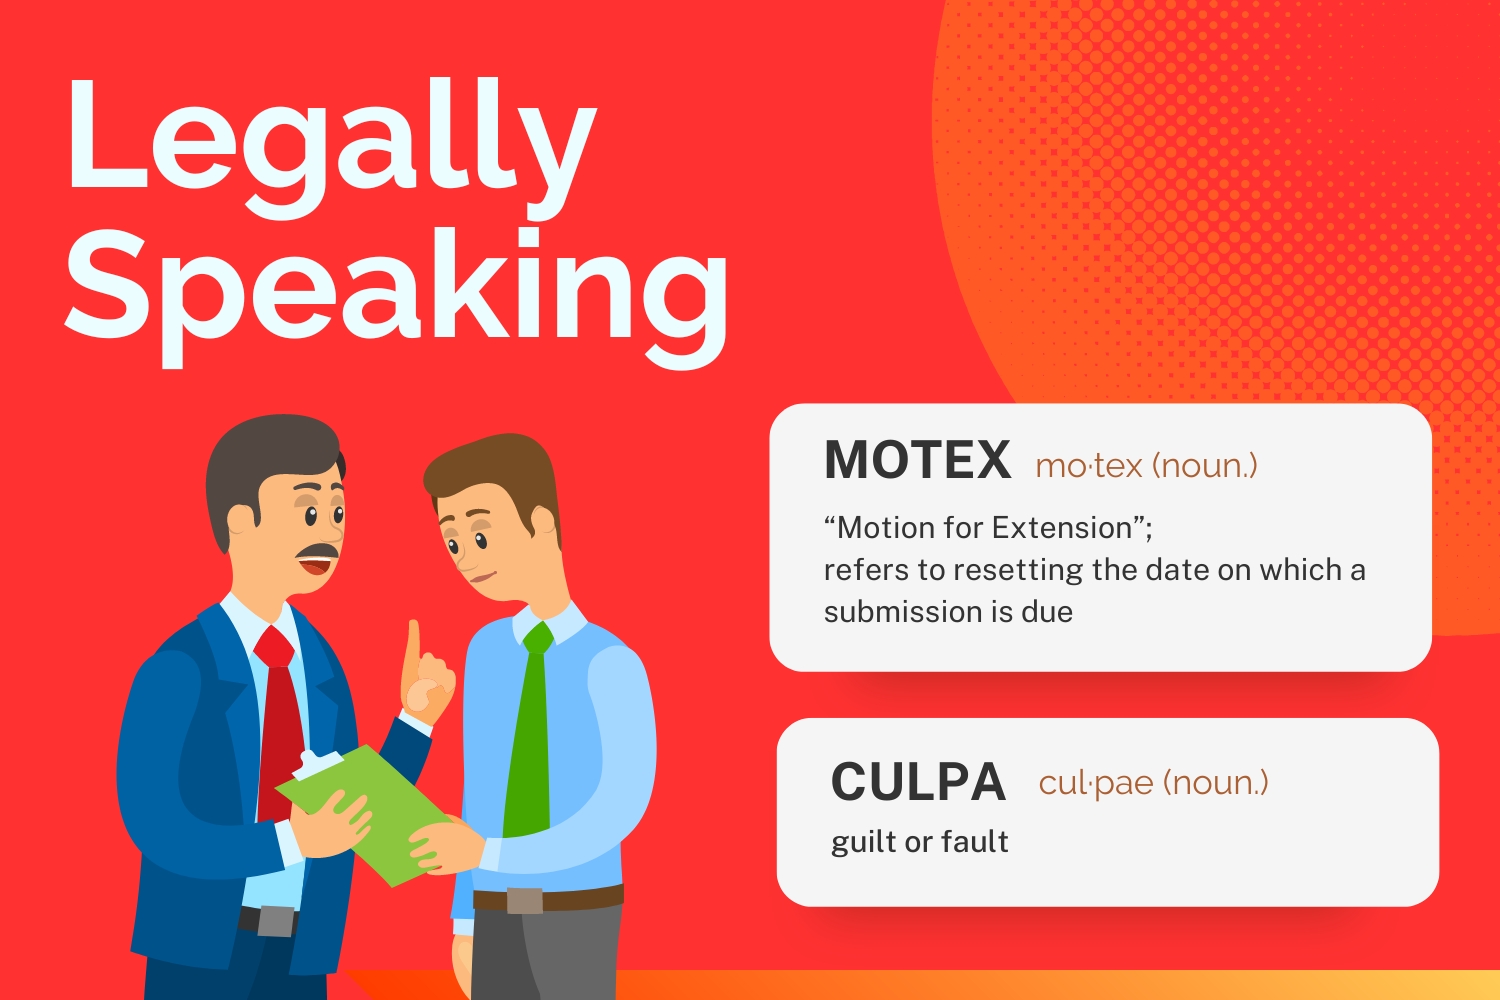 Legally
Speaking
MOTEX mo·tex (noun.)
“Motion for Extension”;
refers to resetting the date on which a
submission is due
CULPA cul·pae (noun.)
guilt or fault